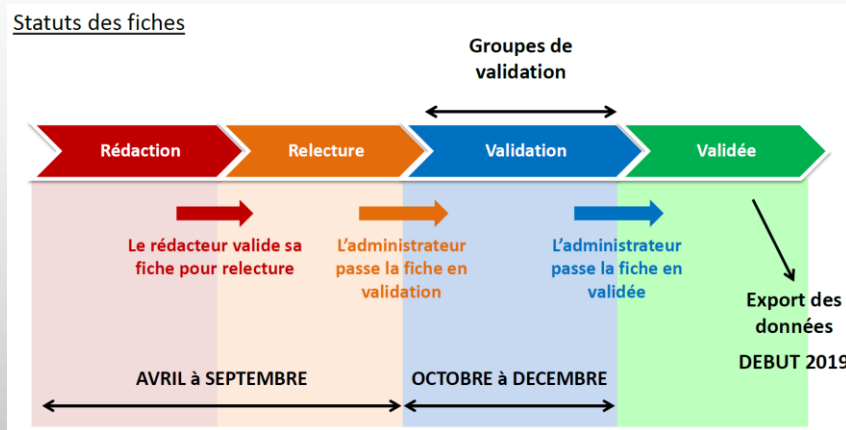 Statuts des fiches
Groupes de
validation
Rédaction
Relecture
Validation
Validée
Le rédacteur valide sa
fiche pour relecture
L'administrateur
passe la fiche en
validation
L'administrateur
passe la fiche en
validée
Export des
données
DEBUT 2019
AVRIL à SEPTEMBRE
OCTOBRE à DECEMBRE